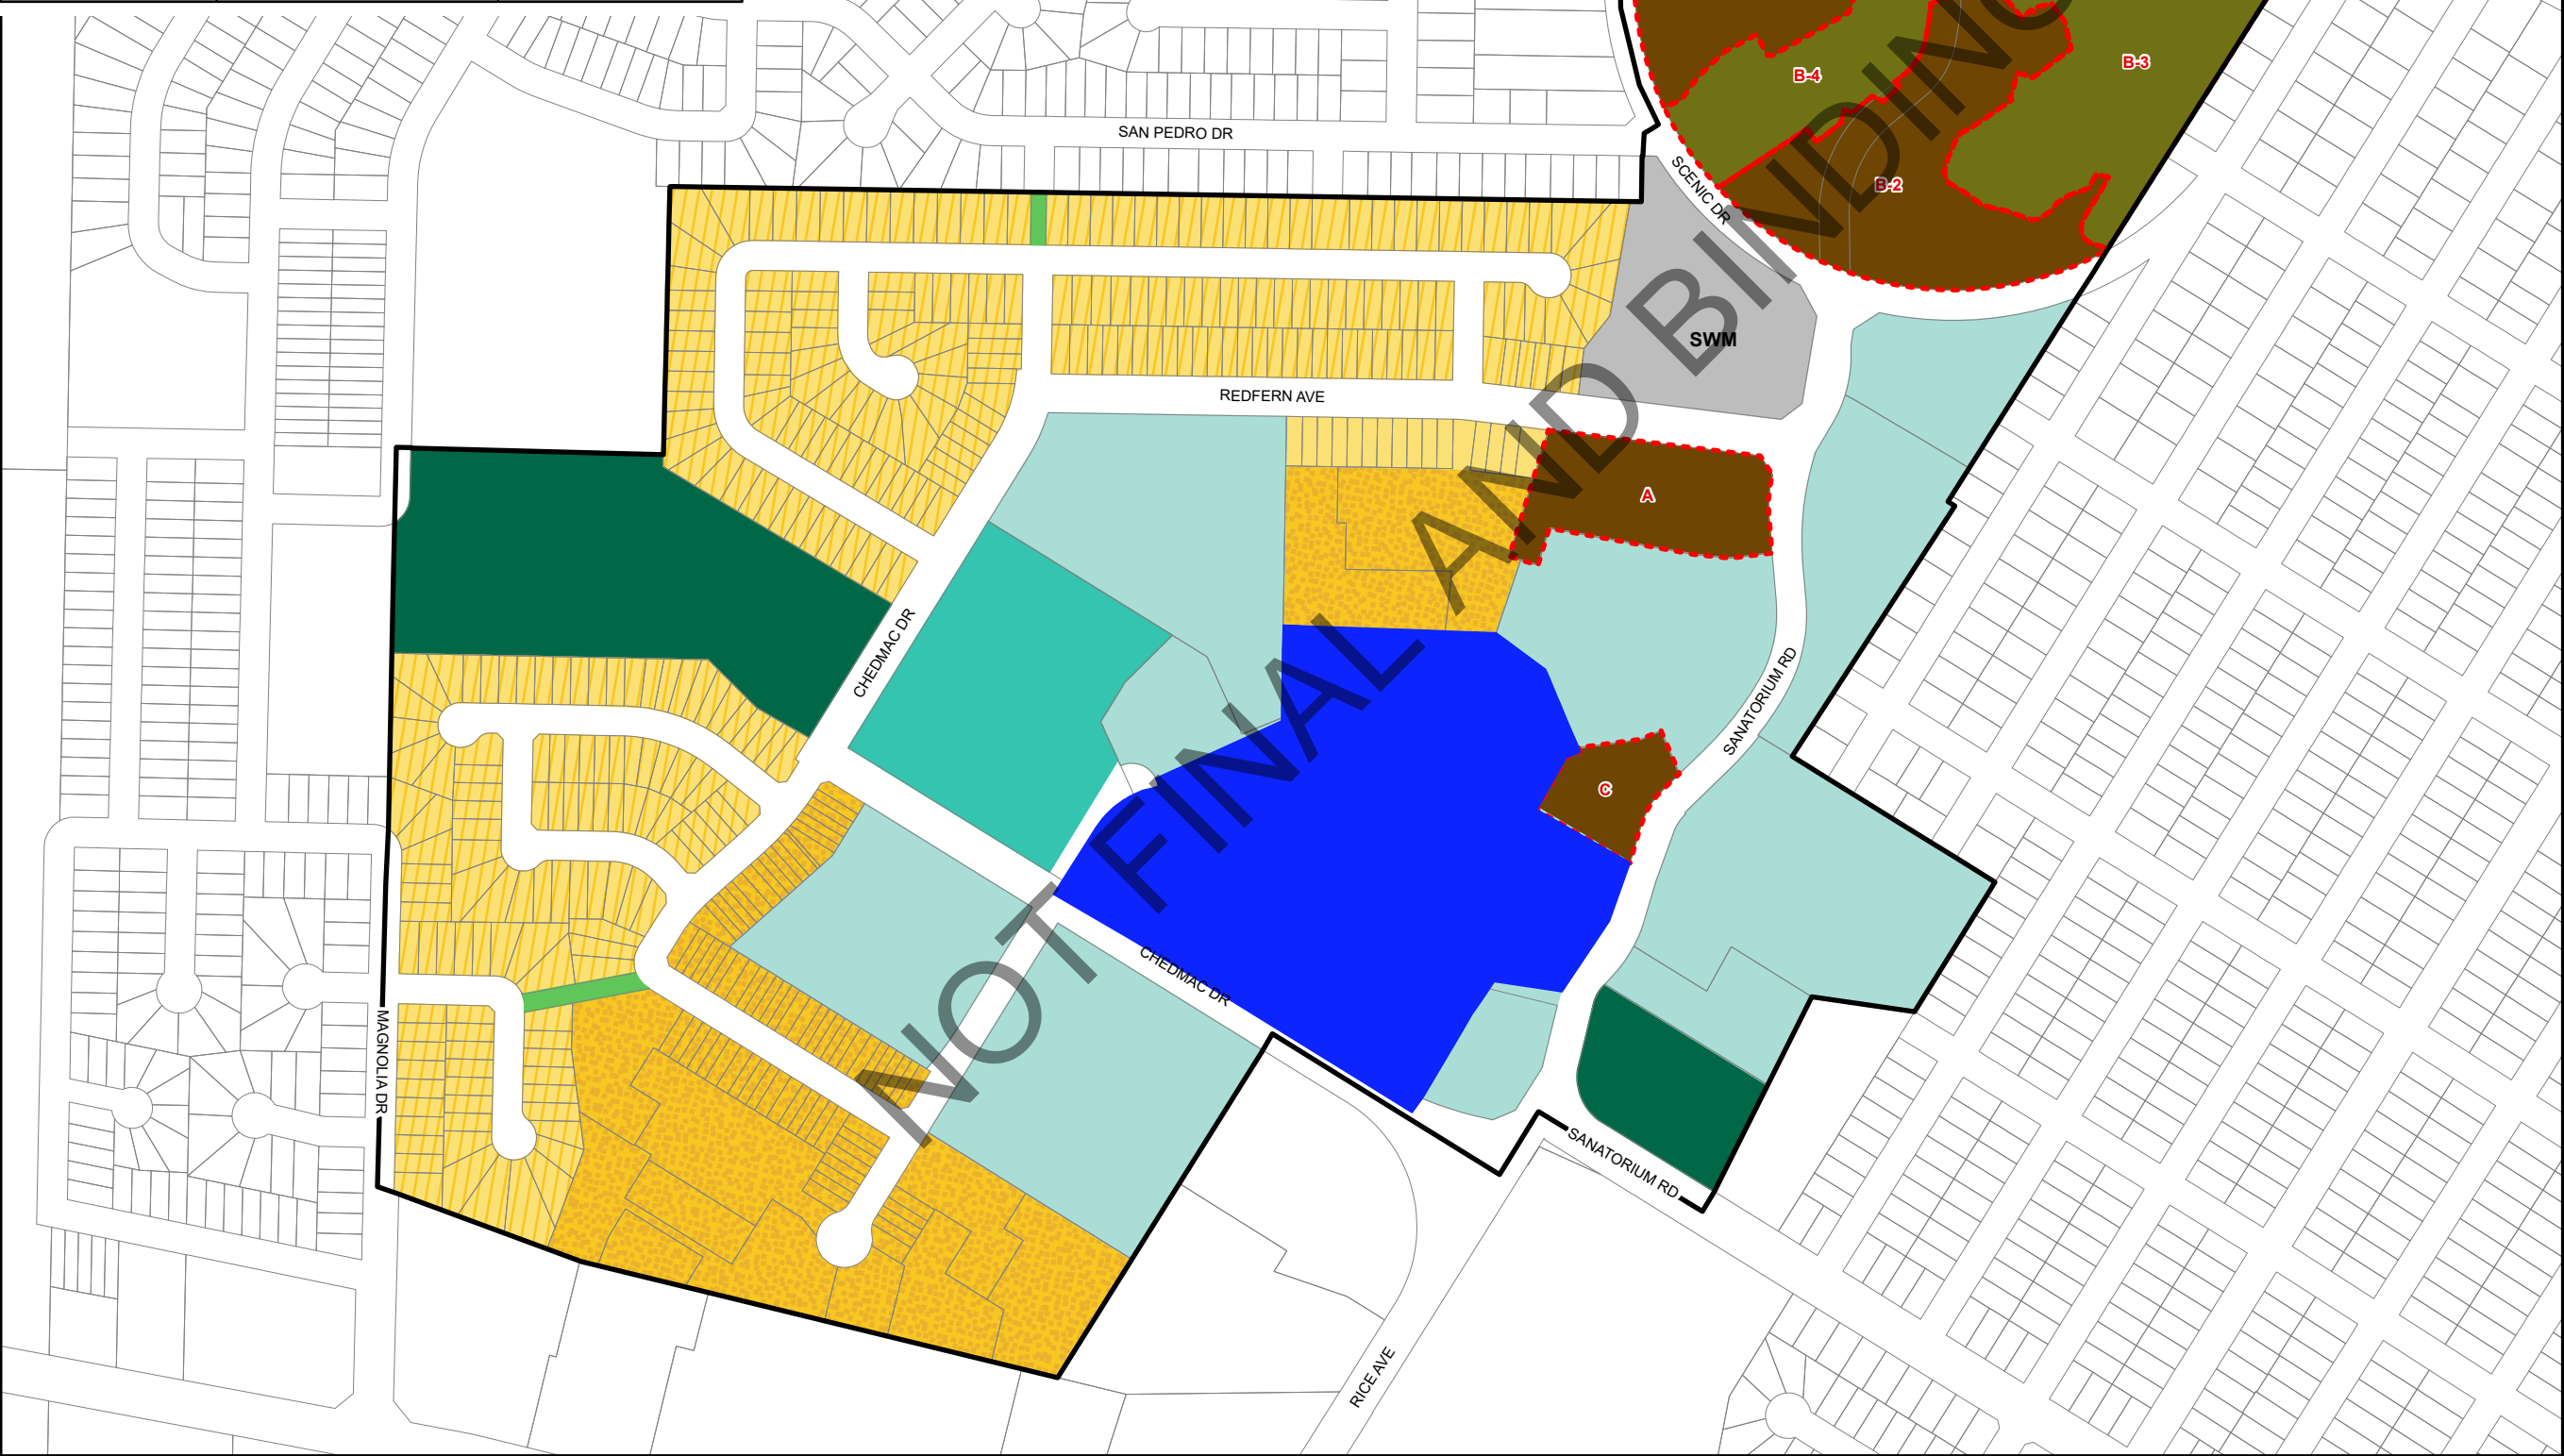 B-3
B-4
SAN PEDRO DR
SCENIC DR
B-2
SWM
REDFERN AVE
A
CHEDMAC DR
SANATORIUM RD
C
CHEDMAC DR
MAGNOLIA DR
SANATORIUM RD
RICE AVE
NOT FINAL AND BINDING